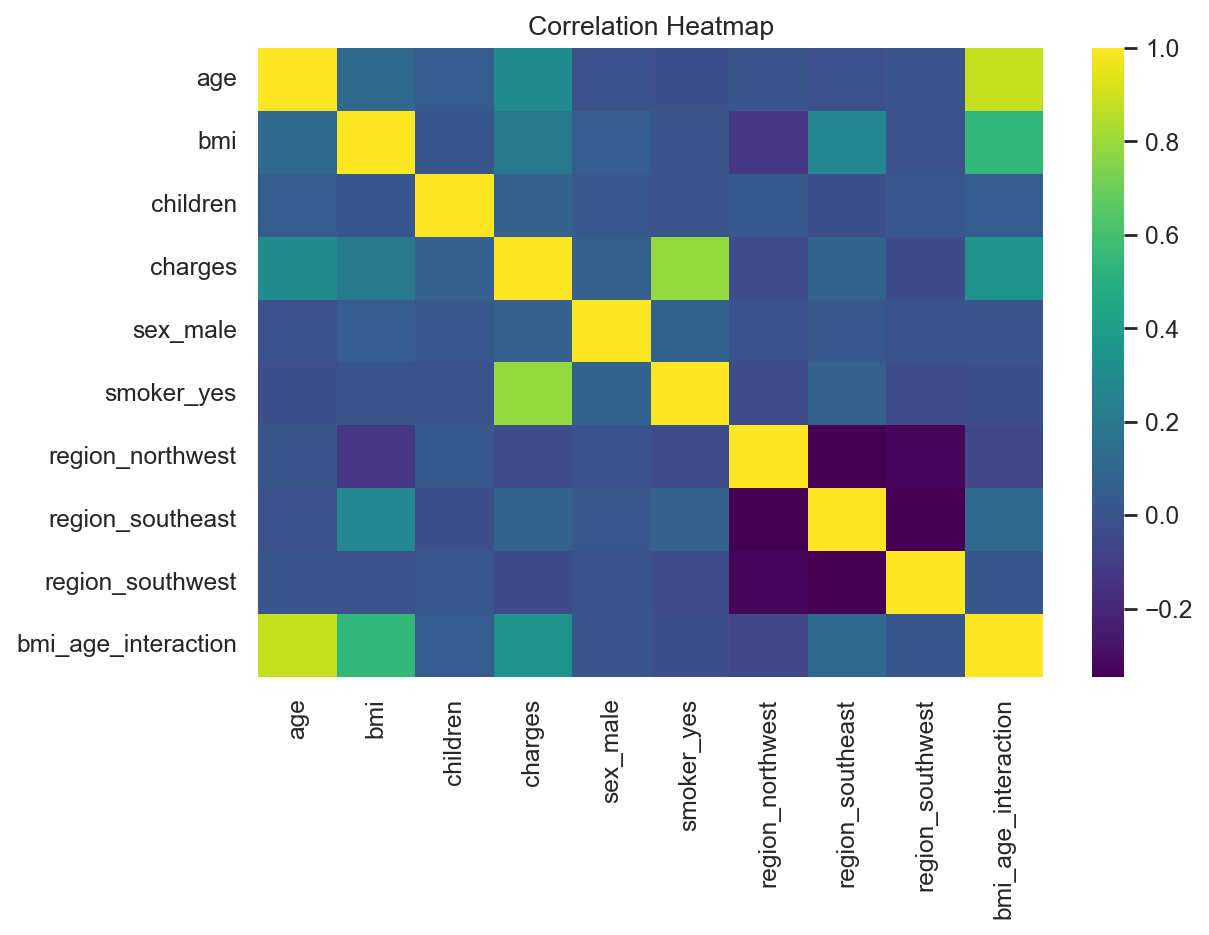 Correlation Heatmap
age
bmi
children
charges
sex_male
smoker_yes
region_northwest
region_southeast
region_southwest
bmi_age_interaction
age
bmi
children
charges
sex_male
smoker_yes
region_northwest
region_southeast
region_southwest
bmi_age_interaction
1.0
0.8
0.6
0.4
0.2
0.0
−0.2